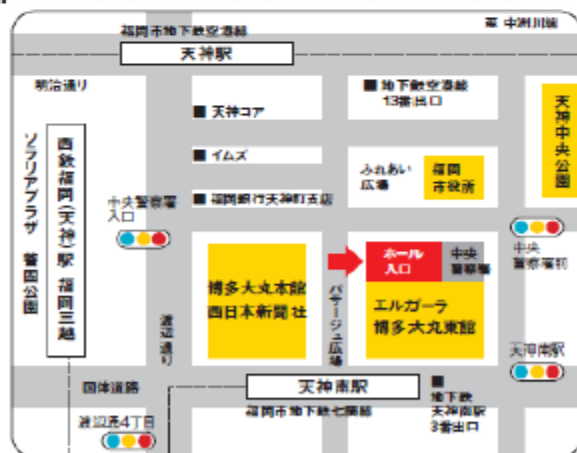 至 中洲川端
福岡市地下鉄空港線
天神駅
明治通り
■ 地下鉄空港線
13番出口
■ 天神コア
天神中央公園
ソラリアプラザ 警固公園
西鉄福岡(天神)駅 福岡三越
■ イムズ
ふれあい
広場
福岡
市役所
中央警察署
入口
■ 福岡銀行天神町支店
ホール
入口
中央
警察署
中央
警察署前
博多大丸本館
西日本新聞社
パサージュ広場
エルガーラ
博多大丸東館
渡辺通り
天神南駅
国体道路
天神南駅
■
地下鉄
天神南駅
3番出口
福岡市地下鉄七隈線
渡辺通4丁目